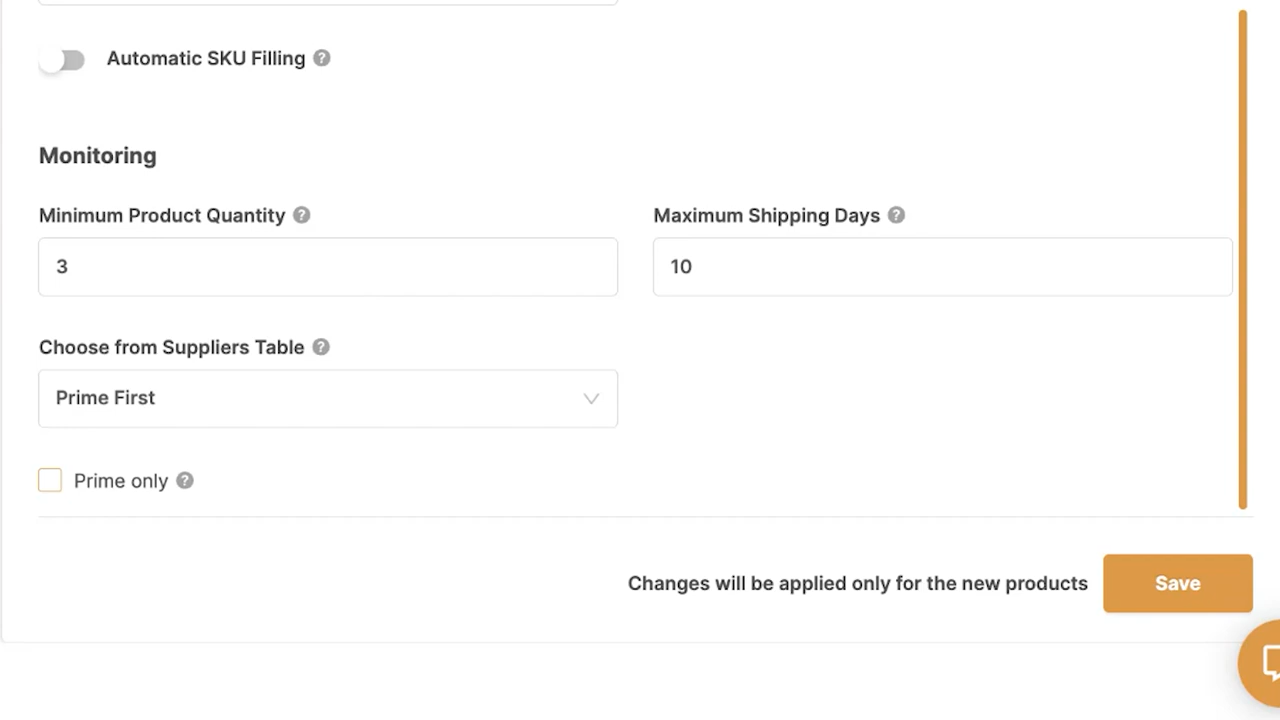 Automatic SKU Filling ?
Monitoring
Minimum Product Quantity ?
Maximum Shipping Days ?
3
10
Choose from Suppliers Table ?
Prime First
Prime only ?
Changes will be applied only for the new products
Save